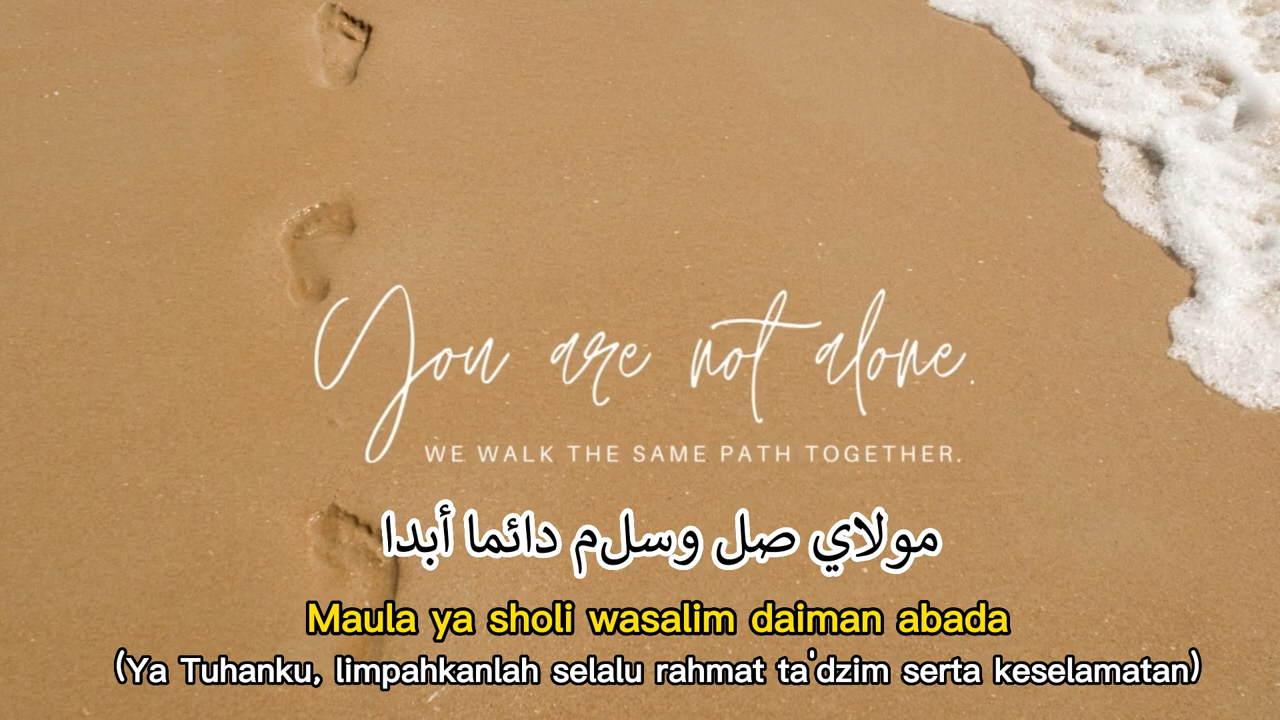 You are not alone.
WE WALK THE SAME PATH TOGETHER.
مولاي صل وسلم دائما أبدا
Maula ya sholi wasalim daiman abada
(Ya Tuhanku, limpahkanlah selalu rahmat ta'dzim serta keselamatan)